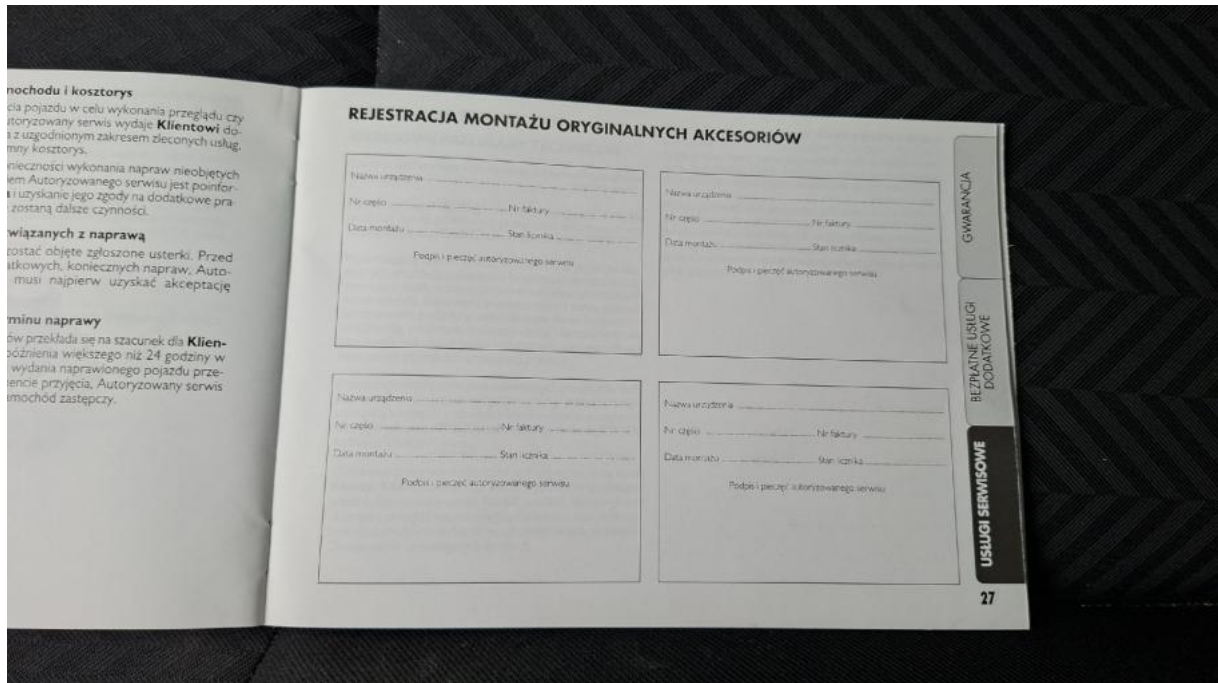 nochodu i kosztorys
cia pojazdu w celu wykonania przeglądu czy
utoryzowany serwis wydaje Klientowi do-
a z uzgodnionym zakresem zleconych usług,
mny kosztorys.
nieczności wykonania napraw nieobjętych
em Autoryzowanego serwisu jest poinfor-
a i uzyskanie jego zgody na dodatkowe pra-
zostaną dalsze czynności.
wiązanych z naprawą
zostać objęte zgłoszone usterki. Przed
atkowych, koniecznych napraw, Auto-
musi najpierw uzyskać akceptację
minu naprawy
ów przekłada się na szacunek dla Klien-
późnienia większego niż 24 godziny w
wydania naprawionego pojazdu prze-
encie przyjęcia, Autoryzowany serwis
amochód zastępczy.
REJESTRACJA MONTAŻU ORYGINALNYCH AKCESORIÓW
Nazwa urządzenia
Nr części Nr faktury
Data montażu Stan licznika
Podpis i pieczęć autoryzowanego serwisu
Nazwa urządzenia
Nr części Nr faktury
Data montażu Stan licznika
Podpis i pieczęć autoryzowanego serwisu
Nazwa urządzenia
Nr części Nr faktury
Data montażu Stan licznika
Podpis i pieczęć autoryzowanego serwisu
Nazwa urządzenia
Nr części Nr faktury
Data montażu Stan licznika
Podpis i pieczęć autoryzowanego serwisu
GWARANCJA
BEZPŁATNE USŁUGI
DODATKOWE
USŁUGI SERWISOWE
27